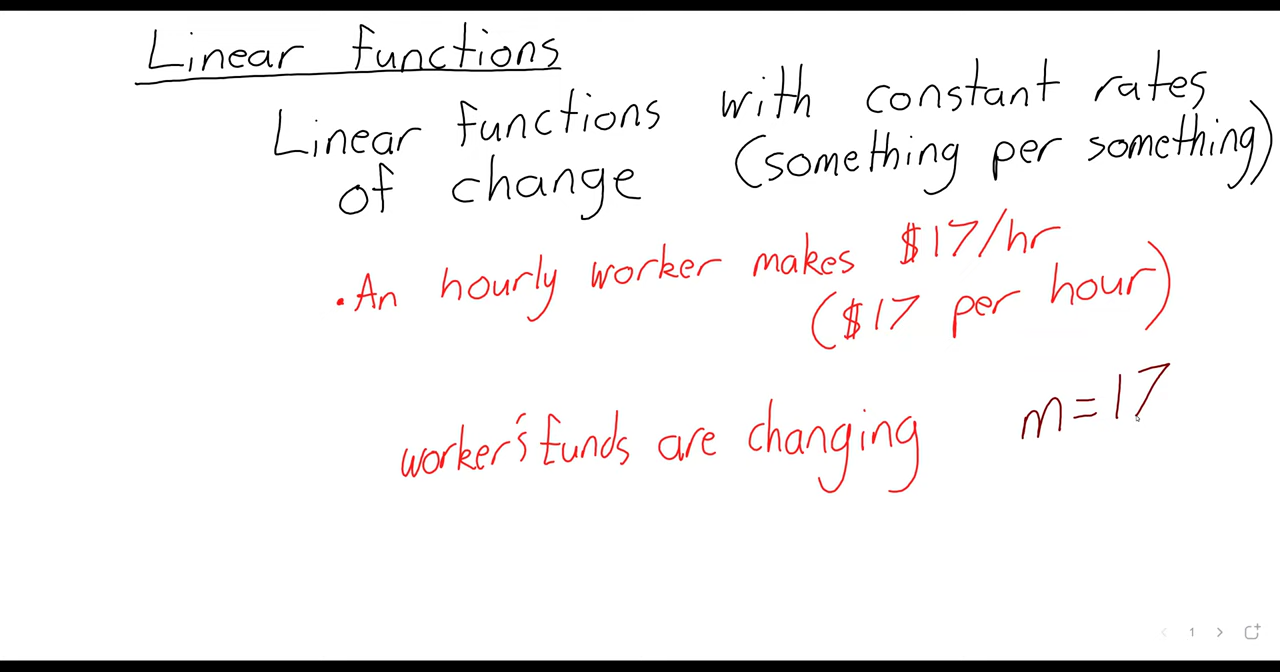 Linear functions
Linear functions with constant rates
of change (something per something)
• An hourly worker makes $17/hr
($17 per hour)
m=17
worker's funds are changing
1